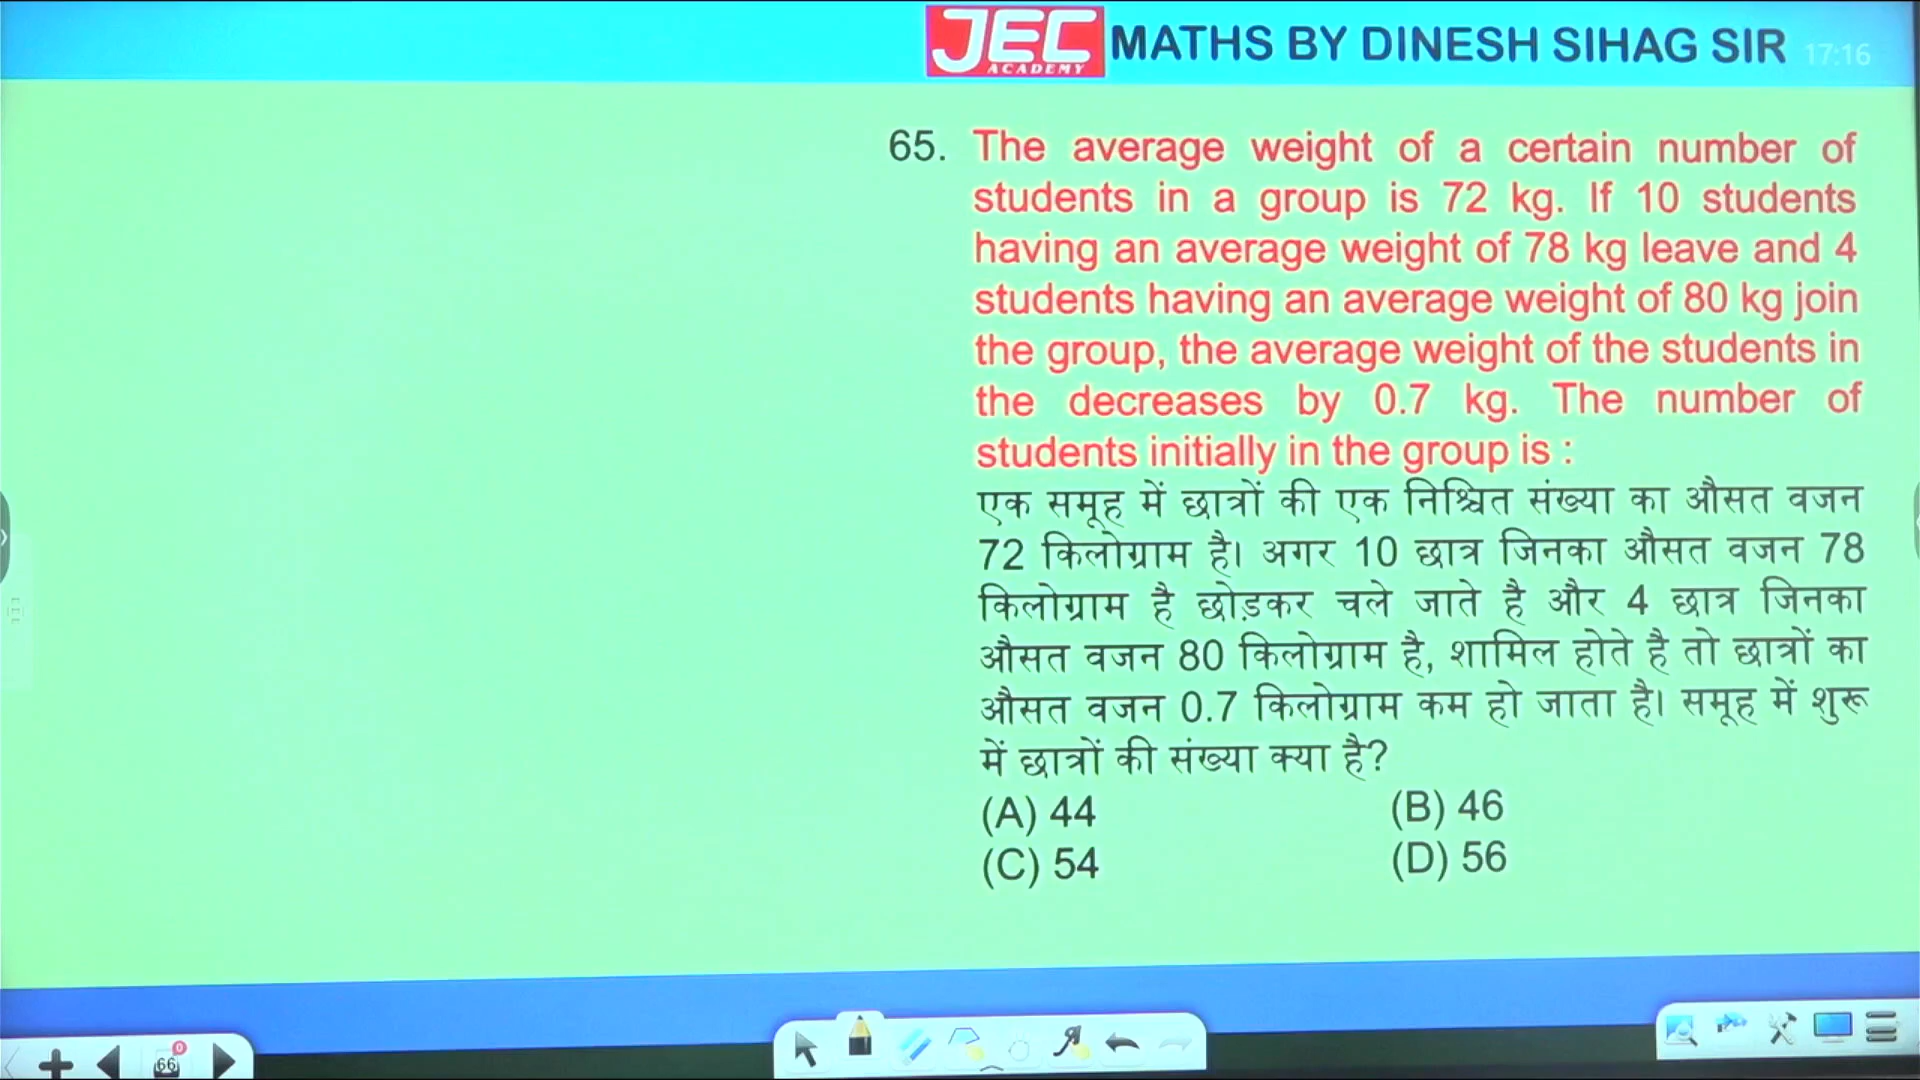 JEC
ACADEMY
MATHS BY DINESH SIHAG SIR
17:16
65. The average weight of a certain number of
students in a group is 72 kg. If 10 students
having an average weight of 78 kg leave and 4
students having an average weight of 80 kg join
the group, the average weight of the students in
the decreases by 0.7 kg. The number of
students initially in the group is :
एक समूह में छात्रों की एक निश्चित संख्या का औसत वजन
72 किलोग्राम है। अगर 10 छात्र जिनका औसत वजन 78
किलोग्राम है छोड़कर चले जाते है और 4 छात्र जिनका
औसत वजन 80 किलोग्राम है, शामिल होते है तो छात्रों का
औसत वजन 0.7 किलोग्राम कम हो जाता है। समूह में शुरू
में छात्रों की संख्या क्या है?
(A) 44 (B) 46
(C) 54 (D) 56
66
0